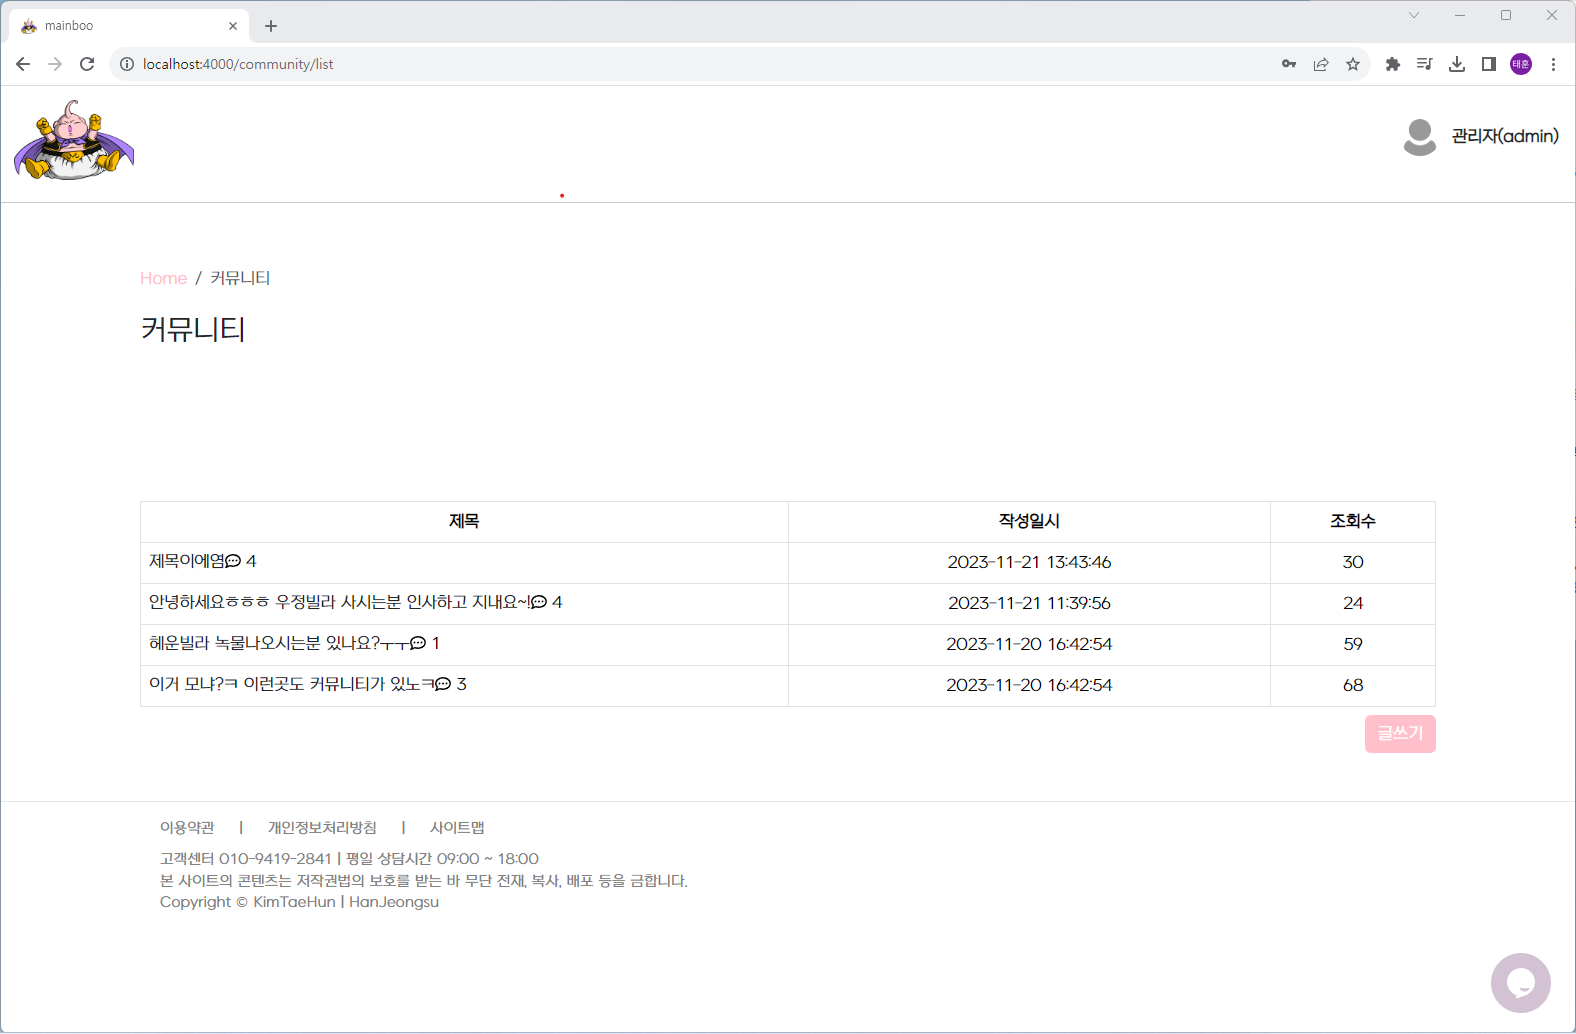 mainboo
localhost:4000/community/list
태훈
관리자(admin)
Home / 커뮤니티
커뮤니티
제목 작성일시 조회수
제목이에염 4 2023-11-21 13:43:46 30
안녕하세요ㅎㅎㅎ 우정빌라 사시는분 인사하고 지내요~! 4 2023-11-21 11:39:56 24
헤운빌라 녹물나오시는분 있나요?ㅜㅜ 1 2023-11-20 16:42:54 59
이거 모냐?ㅋ 이런곳도 커뮤니티가 있노ㅋ 3 2023-11-20 16:42:54 68
글쓰기
이용약관 | 개인정보처리방침 | 사이트맵
고객센터 010-9419-2841 | 평일 상담시간 09:00 ~ 18:00
본 사이트의 콘텐츠는 저작권법의 보호를 받는 바 무단 전재, 복사, 배포 등을 금합니다.
Copyright © KimTaeHun | HanJeongsu